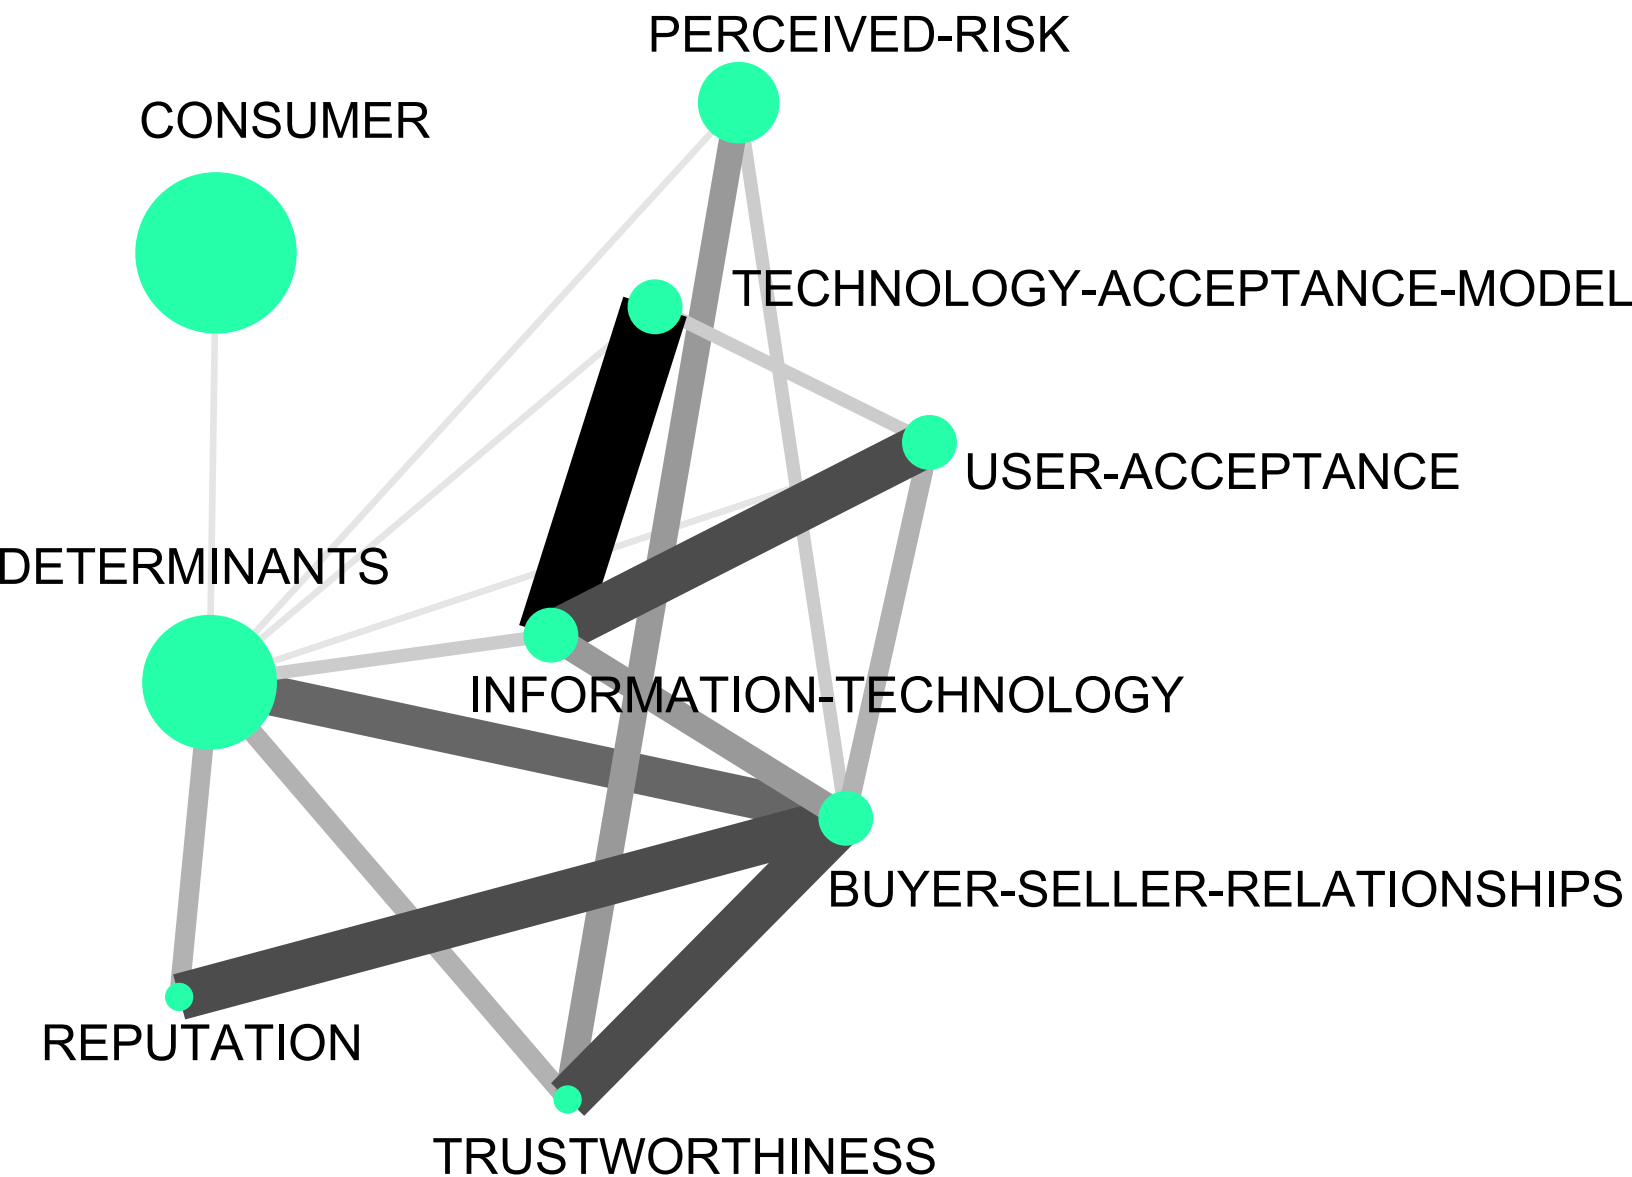 PERCEIVED-RISK
CONSUMER
TECHNOLOGY-ACCEPTANCE-MODEL
USER-ACCEPTANCE
DETERMINANTS
INFORMATION-TECHNOLOGY
BUYER-SELLER-RELATIONSHIPS
REPUTATION
TRUSTWORTHINESS